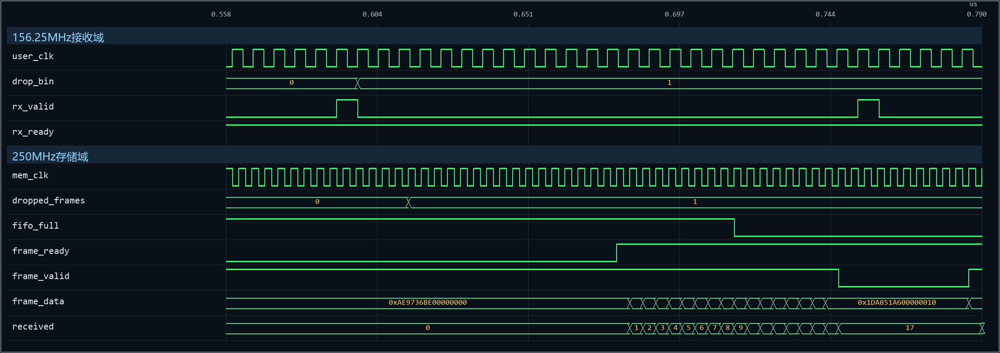 us
0.558 0.604 0.651 0.697 0.744 0.790
156.25MHz接收域
user_clk
drop_bin 0 1
rx_valid
rx_ready
250MHz存储域
mem_clk
dropped_frames 0 1
fifo_full
frame_ready
frame_valid
frame_data 0xAE9736BE00000000 0x1DA851A600000010
received 0 1 2 3 4 5 6 7 8 9 17